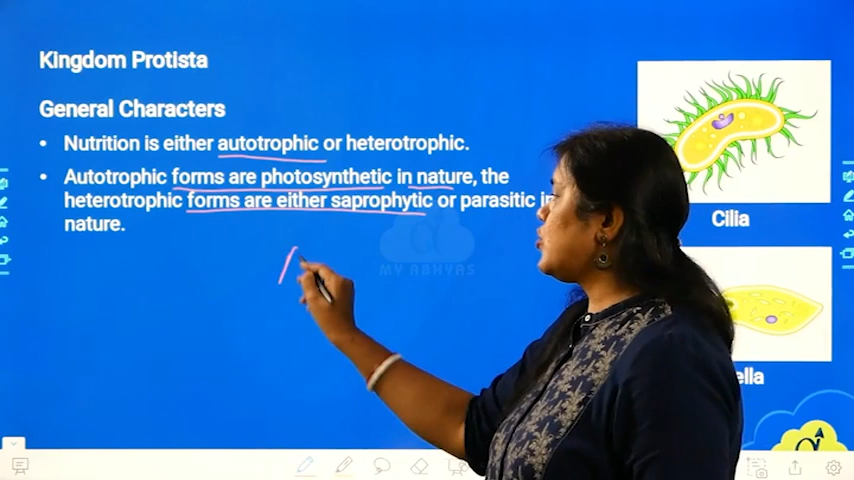 Kingdom Protista
General Characters
• Nutrition is either autotrophic or heterotrophic.
• Autotrophic forms are photosynthetic in nature, the
heterotrophic forms are either saprophytic or parasitic in
nature.
Cilia
ella
MY ABHYAS